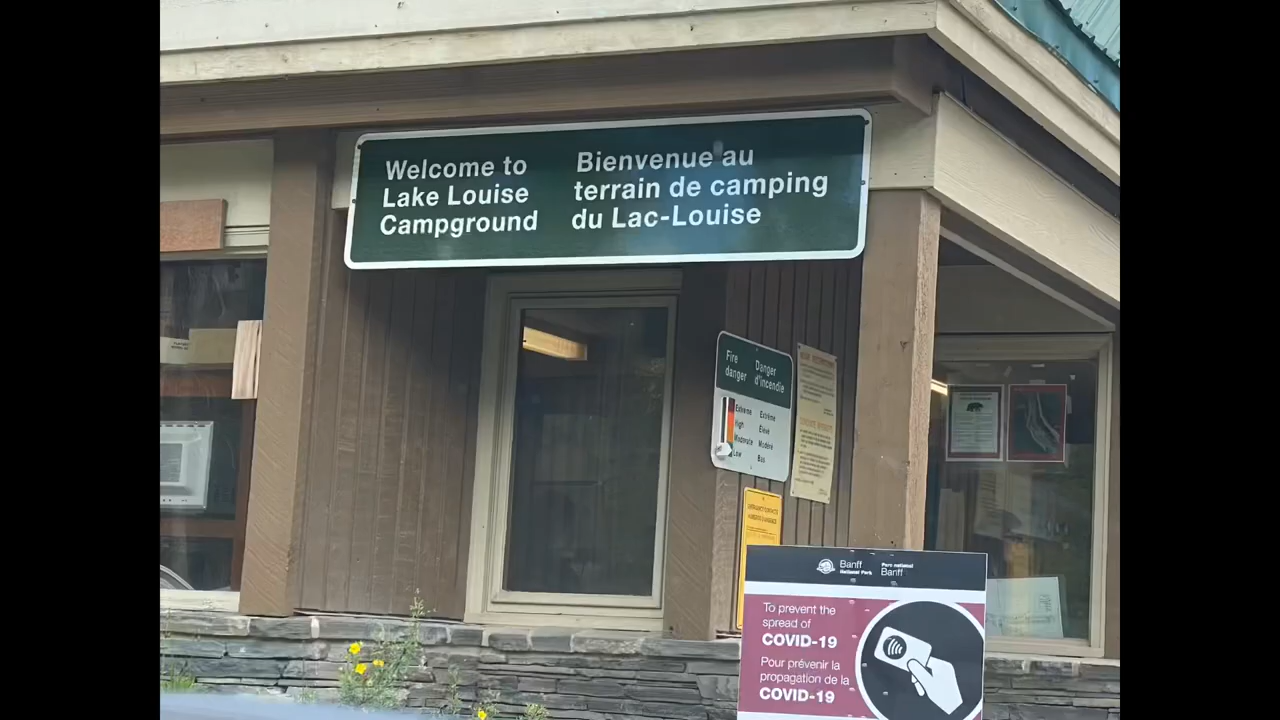 Welcome to
Lake Louise
Campground
Bienvenue au
terrain de camping
du Lac-Louise
Fire
danger
Danger
d'incendie
Extreme Extrême
High Élevé
Moderate Modéré
Low Bas
Banff
National Park
Parc national
Banff
To prevent the
spread of
COVID-19
Pour prévenir la
propagation de la
COVID-19